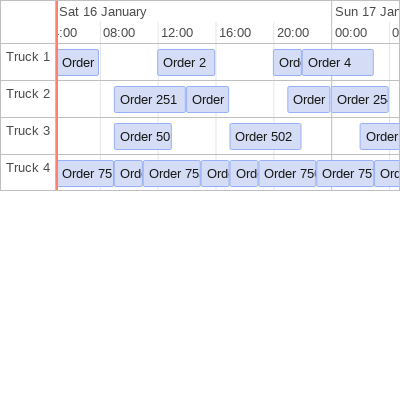 Sat 16 January Sun 17 Jan
:00 08:00 12:00 16:00 20:00 00:00
Truck 1 Order Order 2 Ord Order 4
Truck 2 Order 251 Order Order Order 25
Truck 3 Order 50 Order 502 Order
Truck 4 Order 75 Ord Order 75 Ord Ord Order 75 Order 75 Ord